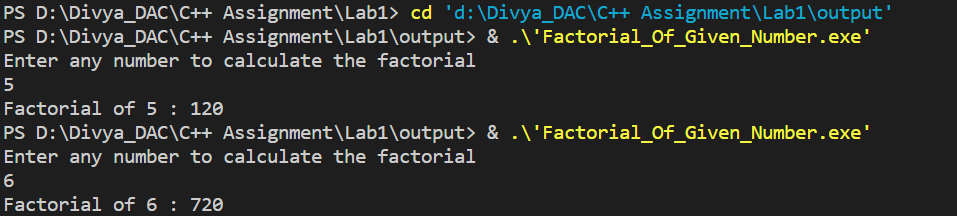 PS D:\Divya_DAC\C++ Assignment\Lab1> cd 'd:\Divya_DAC\C++ Assignment\Lab1\output'
PS D:\Divya_DAC\C++ Assignment\Lab1\output> & .\'Factorial_Of_Given_Number.exe'
Enter any number to calculate the factorial
5
Factorial of 5 : 120
PS D:\Divya_DAC\C++ Assignment\Lab1\output> & .\'Factorial_Of_Given_Number.exe'
Enter any number to calculate the factorial
6
Factorial of 6 : 720